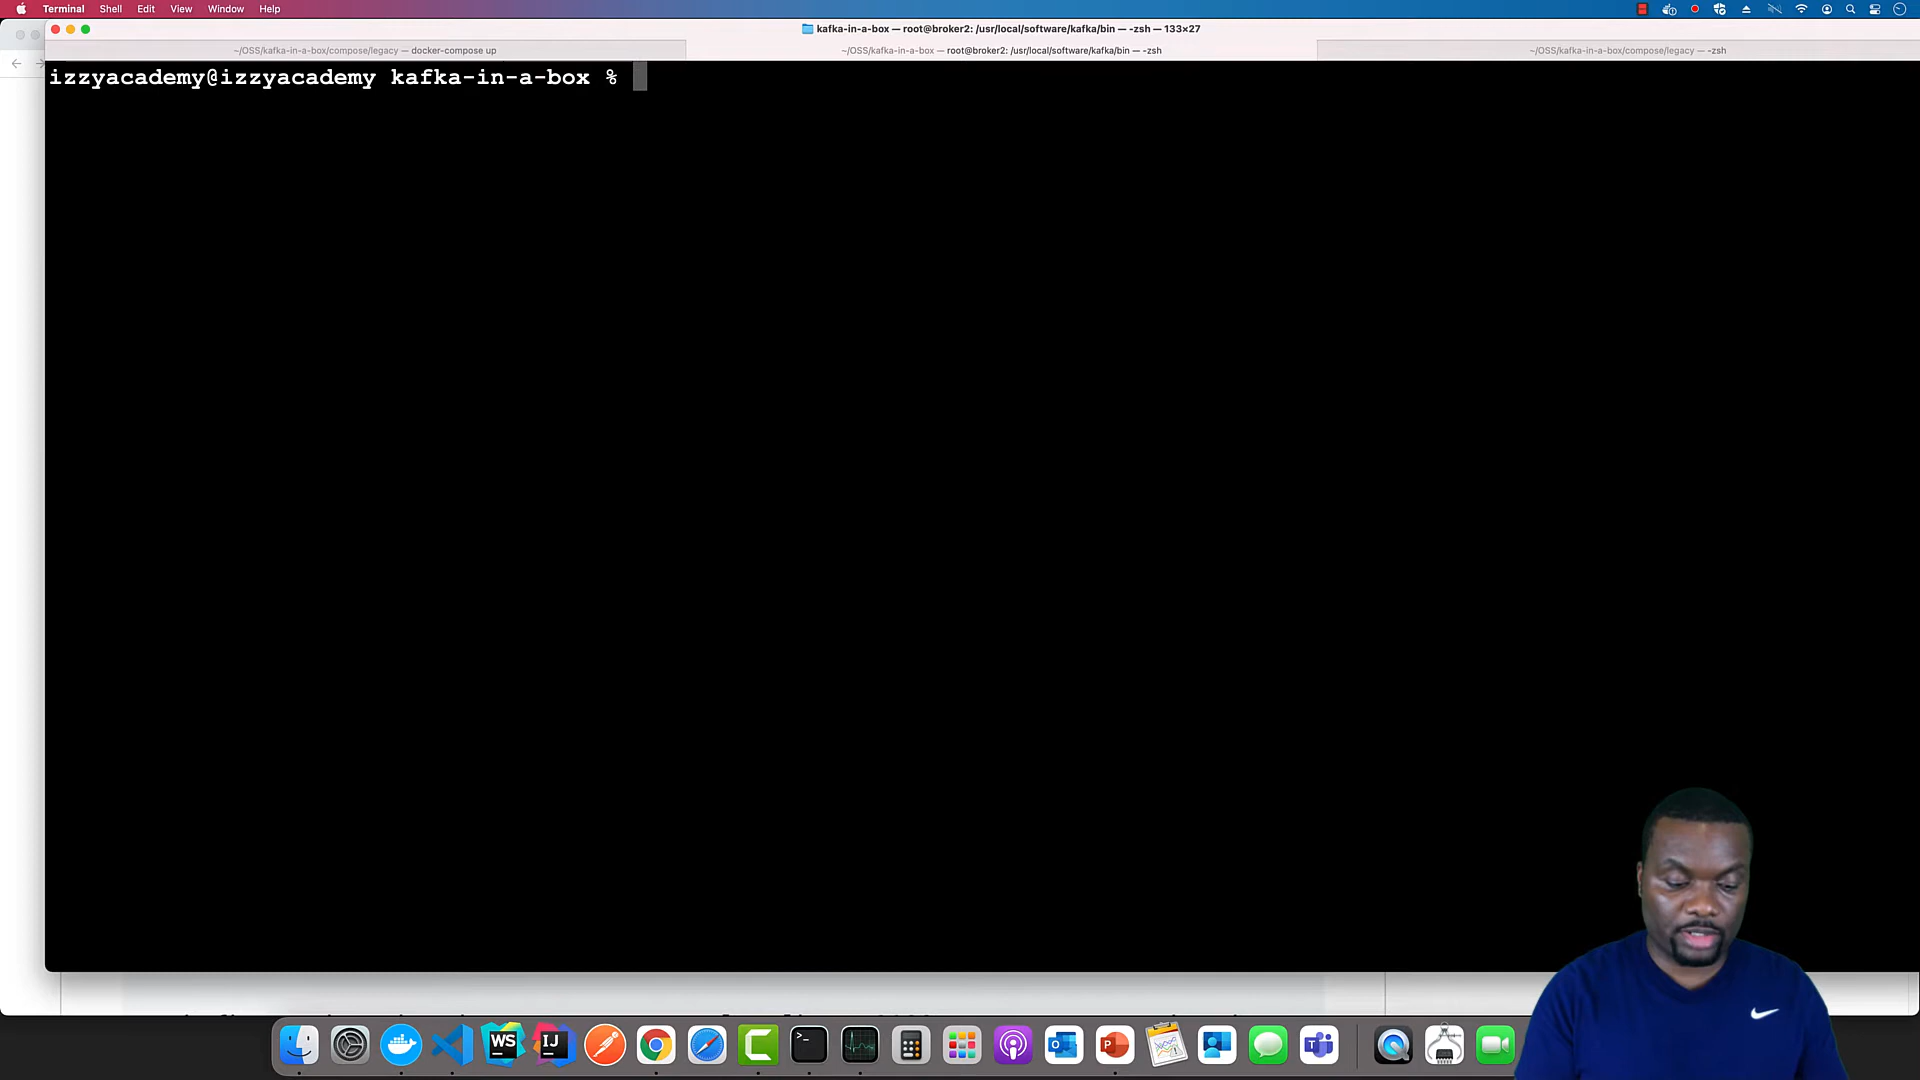 Terminal Shell Edit View Window Help
kafka-in-a-box — root@broker2: /usr/local/software/kafka/bin — -zsh — 133×27
~/OSS/kafka-in-a-box/compose/legacy — docker-compose up
~/OSS/kafka-in-a-box — root@broker2: /usr/local/software/kafka/bin — -zsh
~/OSS/kafka-in-a-box/compose/legacy — -zsh
izzyacademy@izzyacademy kafka-in-a-box %
WS
IJ